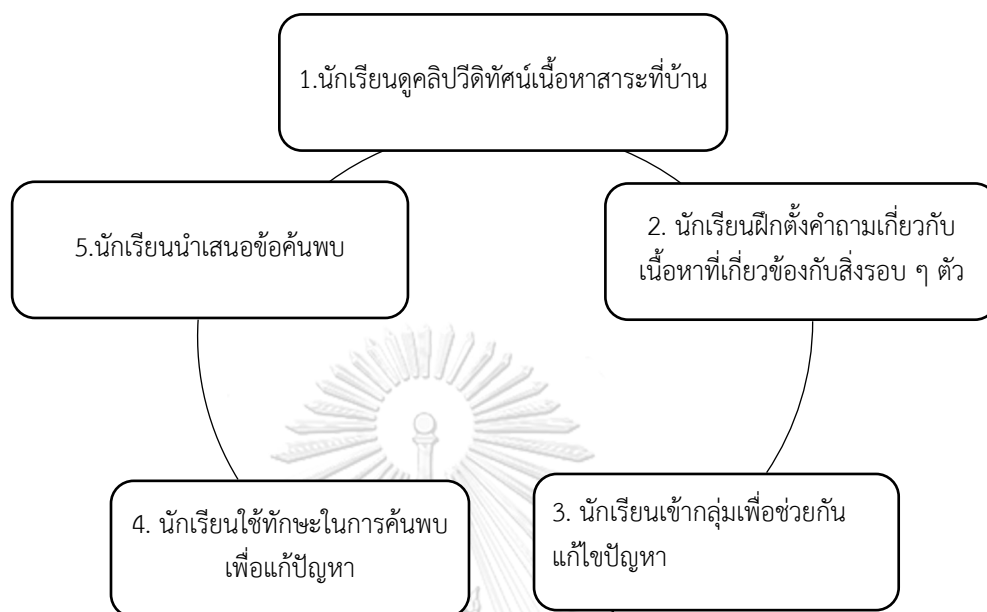 1.นักเรียนดูคลิปวีดิทัศน์เนื้อหาสาระที่บ้าน
2. นักเรียนฝึกตั้งคำถามเกี่ยวกับ
เนื้อหาที่เกี่ยวข้องกับสิ่งรอบ ๆ ตัว
3. นักเรียนเข้ากลุ่มเพื่อช่วยกัน
แก้ไขปัญหา
4. นักเรียนใช้ทักษะในการค้นพบ
เพื่อแก้ปัญหา
5.นักเรียนนำเสนอข้อค้นพบ